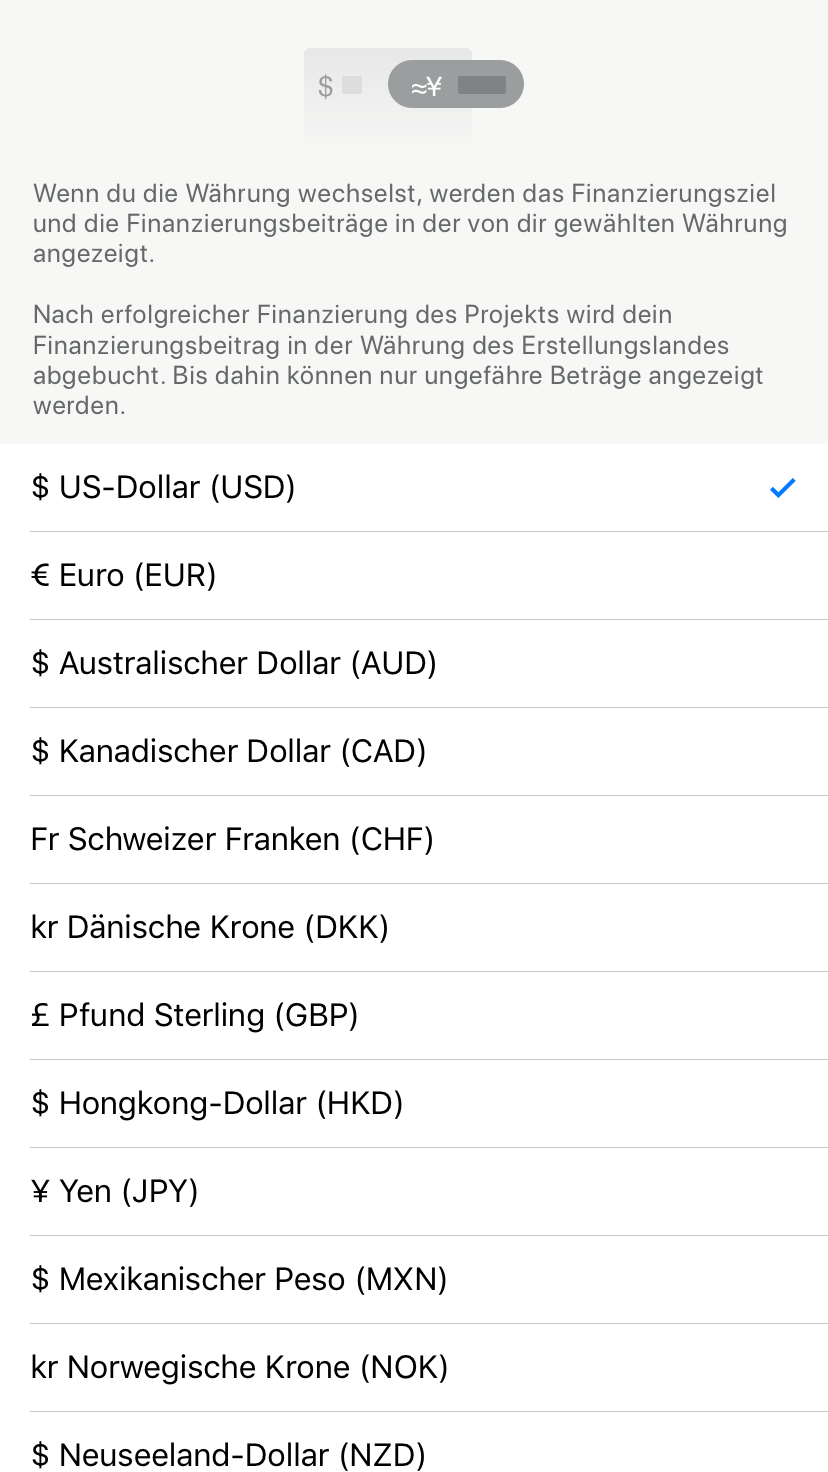 $
≈¥
Wenn du die Währung wechselst, werden das Finanzierungsziel
und die Finanzierungsbeiträge in der von dir gewählten Währung
angezeigt.
Nach erfolgreicher Finanzierung des Projekts wird dein
Finanzierungsbeitrag in der Währung des Erstellungslandes
abgebucht. Bis dahin können nur ungefähre Beträge angezeigt
werden.
$ US-Dollar (USD)
€ Euro (EUR)
$ Australischer Dollar (AUD)
$ Kanadischer Dollar (CAD)
Fr Schweizer Franken (CHF)
kr Dänische Krone (DKK)
£ Pfund Sterling (GBP)
$ Hongkong-Dollar (HKD)
¥ Yen (JPY)
$ Mexikanischer Peso (MXN)
kr Norwegische Krone (NOK)
$ Neuseeland-Dollar (NZD)